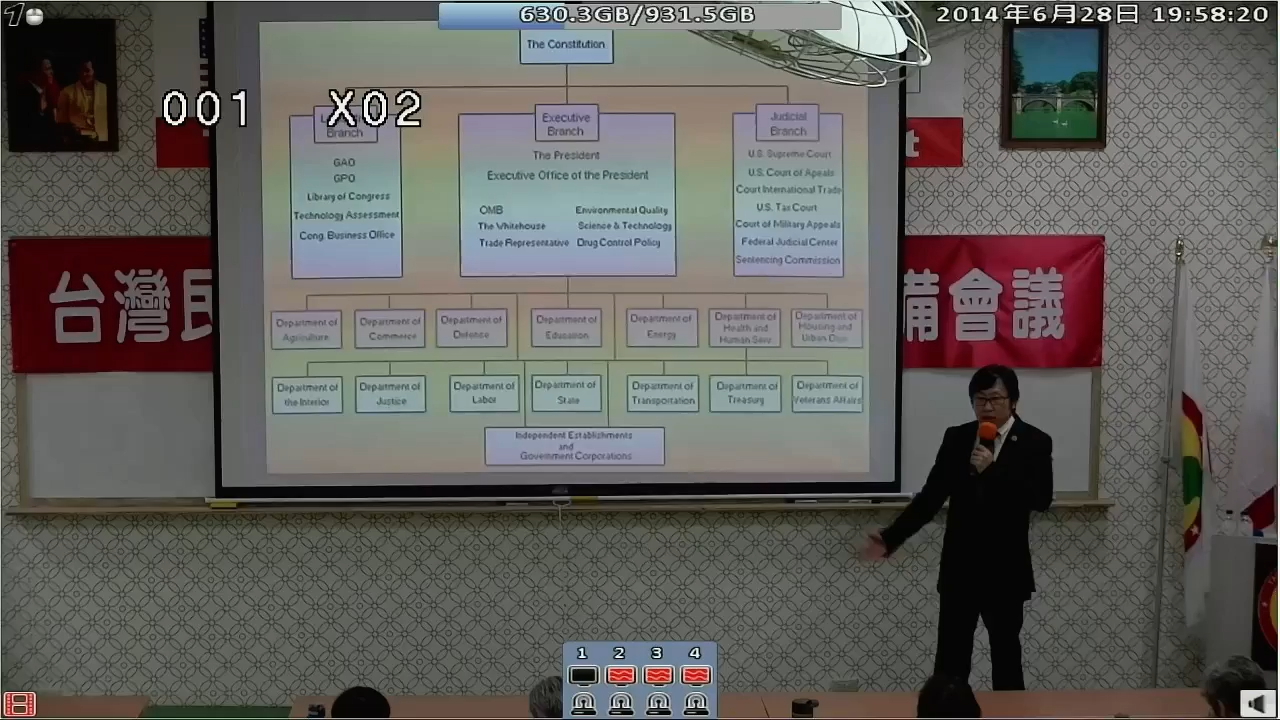 630.3GB/931.5GB
2014年6月28日 19:58:20
001 X02
The Constitution
Branch
GAO
GPO
Library of Congress
Technology Assessment
Cong. Business Office
Executive
Branch
The President
Executive Office of the President
OMB
The Whitehouse
Trade Representative
Environmental Quality
Science & Technology
Drug Control Policy
Judicial
Branch
U.S. Supreme Court
U.S. Court of Apeals
Court International Trade
U.S. Tax Court
Court of Military Appeals
Federal Judicial Center
Sentencing Commission
t
台灣民
備會議
Department of
Agriculture
Department of
Commerce
Department of
Defense
Department of
Education
Department of
Energy
Department of
Health and
Human Serv
Department of
Housing and
Urban Dev
Department of
the Interior
Department of
Justice
Department of
Labor
Department of
State
Department of
Transportation
Department of
Treasury
Department of
Veterans Affairs
Independent Establishments
and
Government Corporations
1 2 3 4